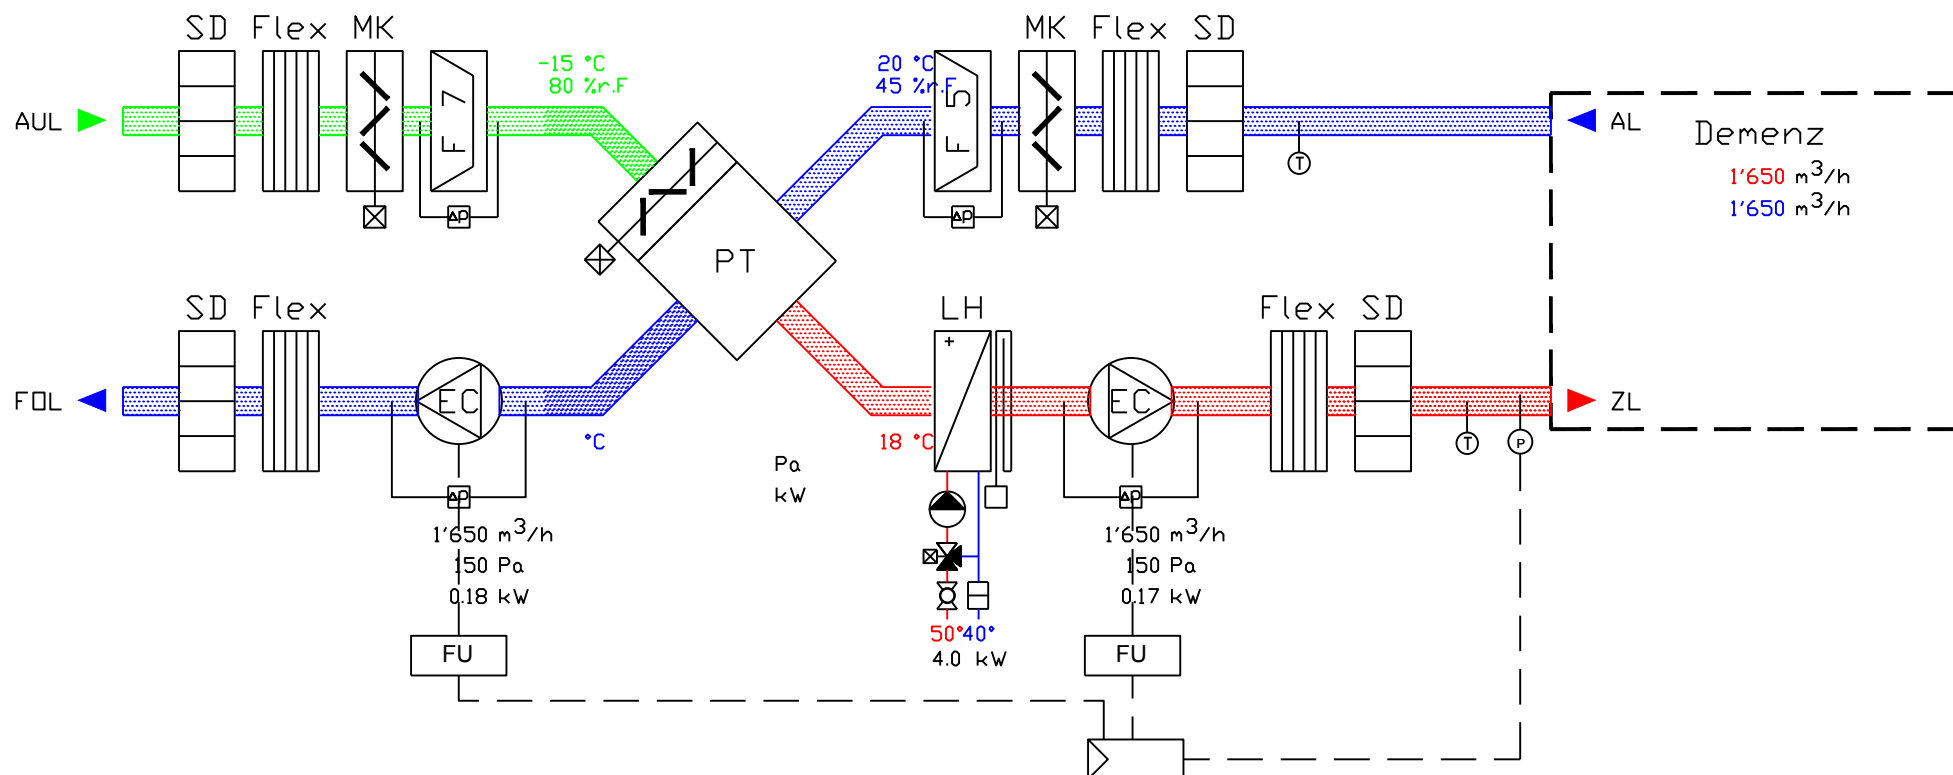 SD Flex MK
MK Flex SD
-15 °C
80 %r.F
20 °C
45 %r.F
F 7
F 5
AUL
AL
Demenz
1'650 m³/h
1'650 m³/h
T
Δp
Δp
PT
SD Flex
LH
Flex SD
+
FOL
EC
EC
ZL
°C
18 °C
T
P
Pa
kW
Δp
Δp
1'650 m³/h
150 Pa
0.18 kW
1'650 m³/h
150 Pa
0.17 kW
50° 40°
4.0 kW
FU
FU